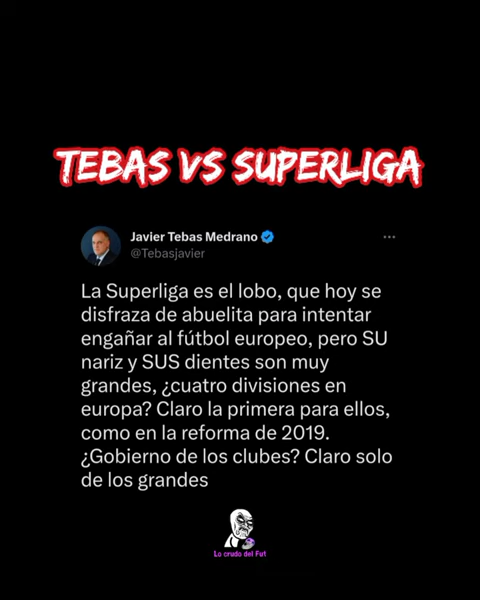 TEBAS VS SUPERLIGA
Javier Tebas Medrano
@Tebasjavier
La Superliga es el lobo, que hoy se
disfraza de abuelita para intentar
engañar al fútbol europeo, pero SU
nariz y SUS dientes son muy
grandes, ¿cuatro divisiones en
europa? Claro la primera para ellos,
como en la reforma de 2019.
¿Gobierno de los clubes? Claro solo
de los grandes
Lo crudo del Fut